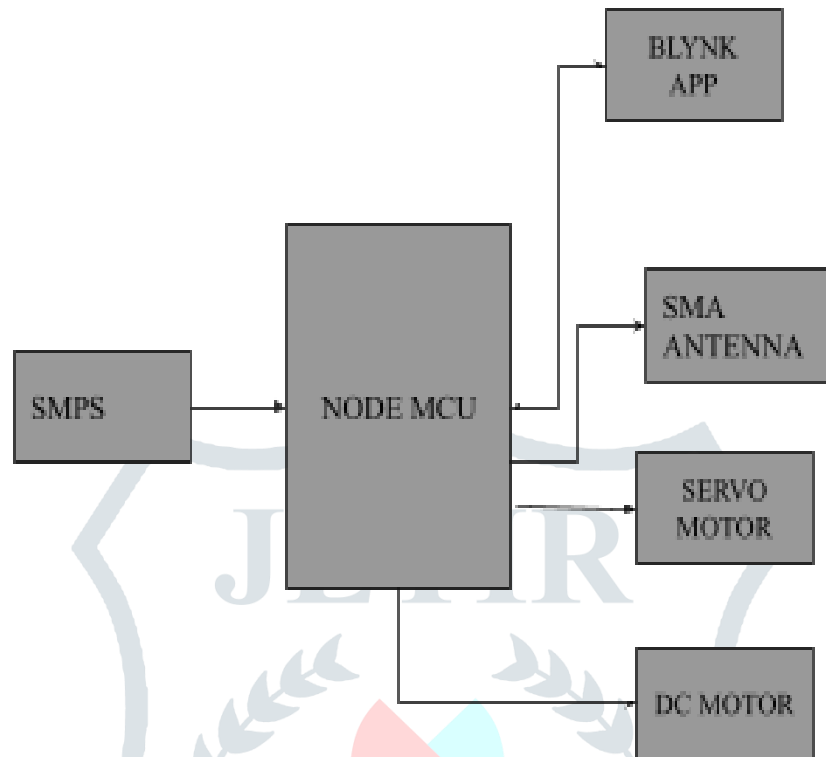 BLYNK
APP
SMA
ANTENNA
SMPS
NODE MCU
SERVO
MOTOR
JETIR
DC MOTOR